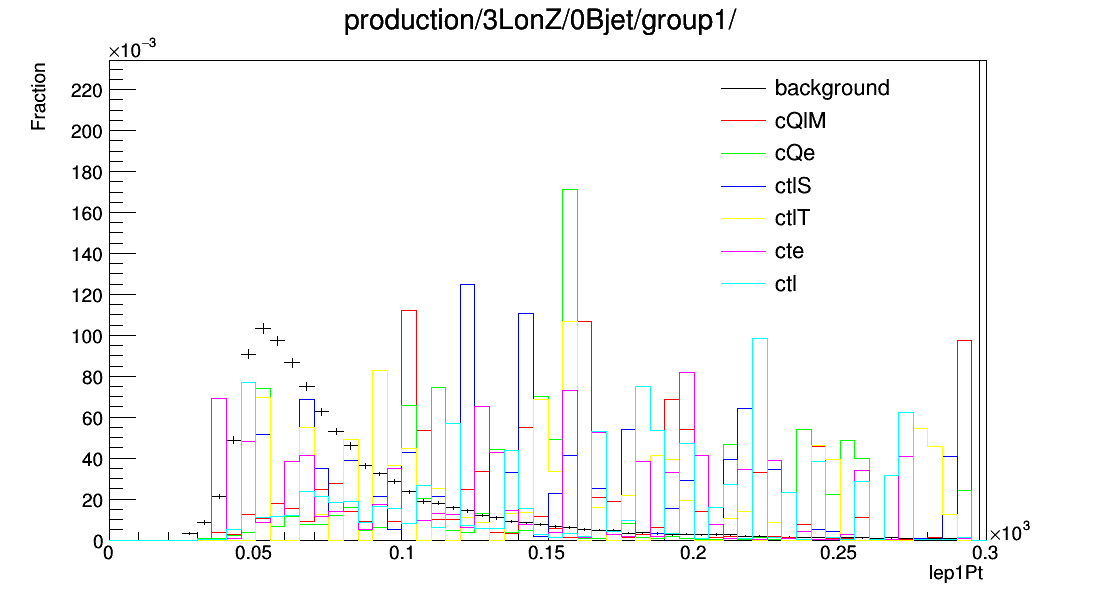 production/3LonZ/0Bjet/group1/
×10⁻³
Fraction
220
200
180
160
140
120
100
80
60
40
20
0
background
cQlM
cQe
ctlS
ctlT
cte
ctl
0
0.05
0.1
0.15
0.2
0.25
0.3
×10³
lep1Pt